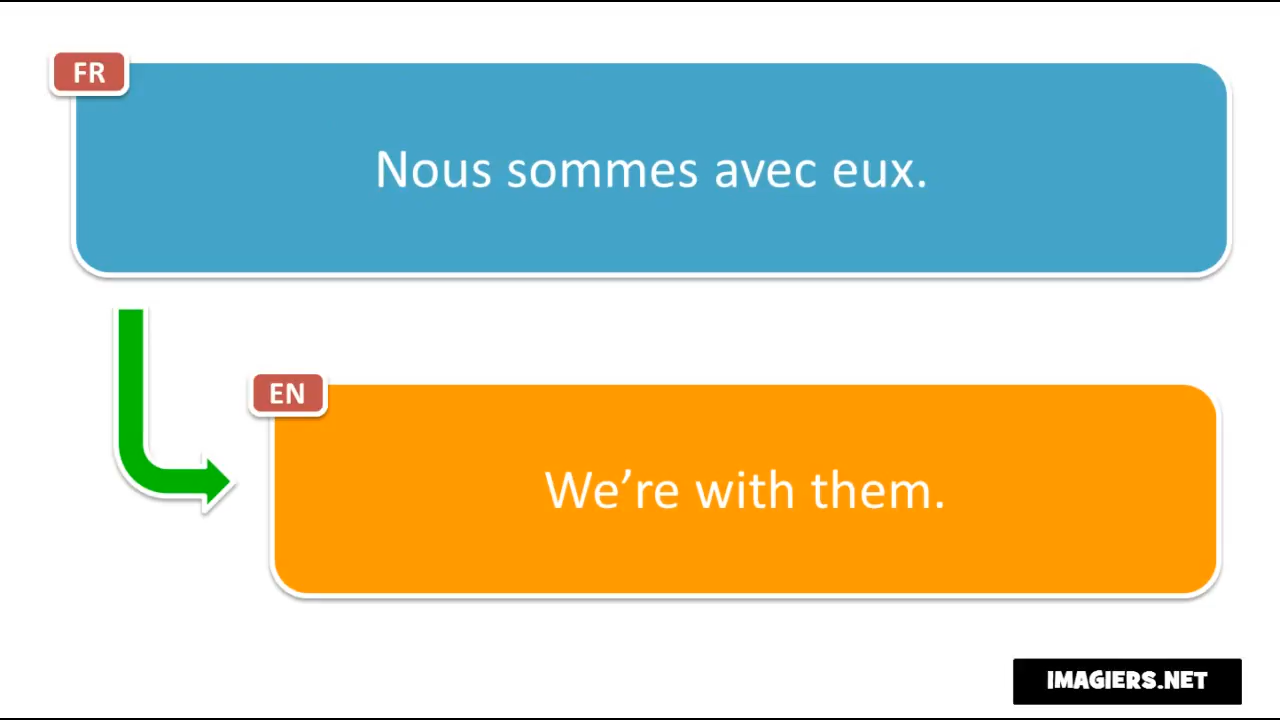 FR
Nous sommes avec eux.
EN
We’re with them.
IMAGIERS.NET